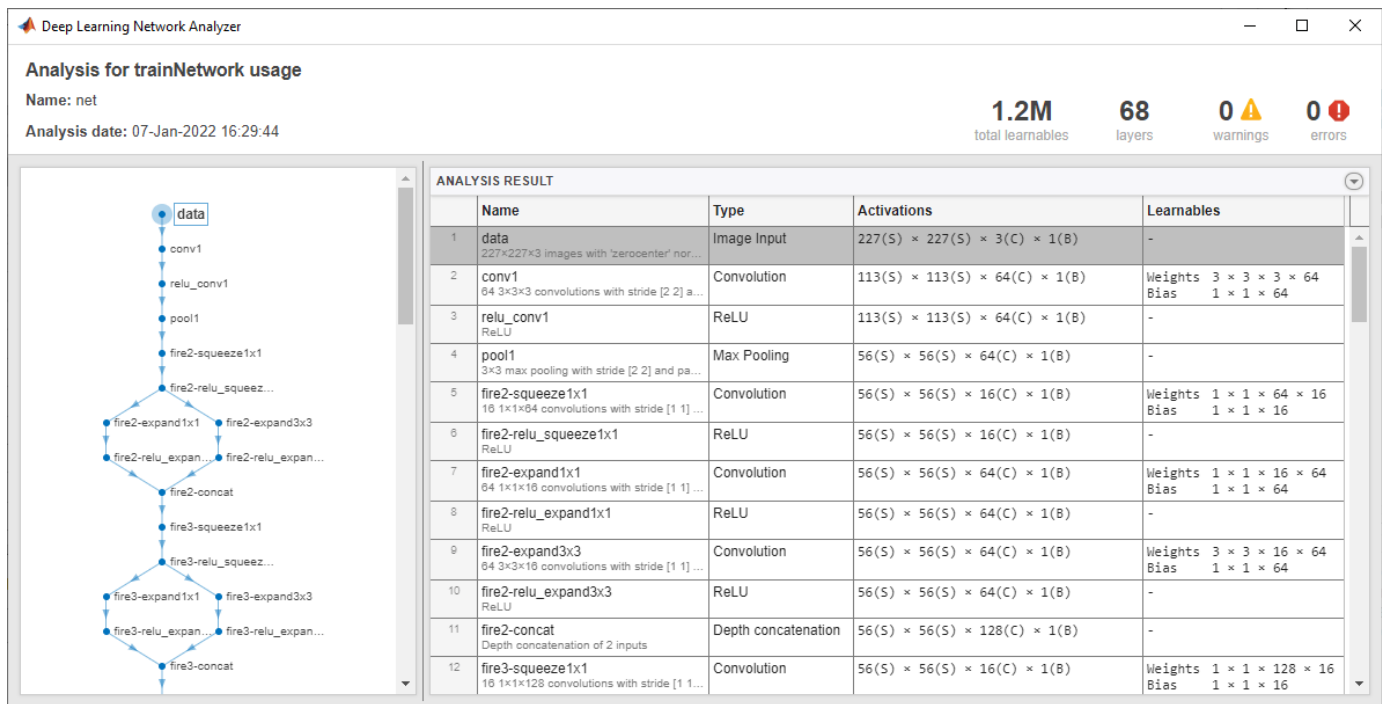 Deep Learning Network Analyzer
Analysis for trainNetwork usage
Name: net
Analysis date: 07-Jan-2022 16:29:44
1.2M
total learnables
68
layers
0
warnings
0
errors
data
conv1
relu_conv1
pool1
fire2-squeeze1x1
fire2-relu_squeez...
fire2-expand1x1 fire2-expand3x3
fire2-relu_expan... fire2-relu_expan...
fire2-concat
fire3-squeeze1x1
fire3-relu_squeez...
fire3-expand1x1 fire3-expand3x3
fire3-relu_expan... fire3-relu_expan...
fire3-concat
ANALYSIS RESULT
Name Type Activations Learnables
1 data Image Input 227(S) × 227(S) × 3(C) × 1(B) -
227×227×3 images with 'zerocenter' nor...
2 conv1 Convolution 113(S) × 113(S) × 64(C) × 1(B) Weights 3 × 3 × 3 × 64
64 3×3×3 convolutions with stride [2 2] a... Bias 1 × 1 × 64
3 relu_conv1 ReLU 113(S) × 113(S) × 64(C) × 1(B) -
ReLU
4 pool1 Max Pooling 56(S) × 56(S) × 64(C) × 1(B) -
3×3 max pooling with stride [2 2] and pa...
5 fire2-squeeze1x1 Convolution 56(S) × 56(S) × 16(C) × 1(B) Weights 1 × 1 × 64 × 16
16 1×1×64 convolutions with stride [1 1] ... Bias 1 × 1 × 16
6 fire2-relu_squeeze1x1 ReLU 56(S) × 56(S) × 16(C) × 1(B) -
ReLU
7 fire2-expand1x1 Convolution 56(S) × 56(S) × 64(C) × 1(B) Weights 1 × 1 × 16 × 64
64 1×1×16 convolutions with stride [1 1] ... Bias 1 × 1 × 64
8 fire2-relu_expand1x1 ReLU 56(S) × 56(S) × 64(C) × 1(B) -
ReLU
9 fire2-expand3x3 Convolution 56(S) × 56(S) × 64(C) × 1(B) Weights 3 × 3 × 16 × 64
64 3×3×16 convolutions with stride [1 1] ... Bias 1 × 1 × 64
10 fire2-relu_expand3x3 ReLU 56(S) × 56(S) × 64(C) × 1(B) -
ReLU
11 fire2-concat Depth concatenation 56(S) × 56(S) × 128(C) × 1(B) -
Depth concatenation of 2 inputs
12 fire3-squeeze1x1 Convolution 56(S) × 56(S) × 16(C) × 1(B) Weights 1 × 1 × 128 × 16
16 1×1×128 convolutions with stride [1 1... Bias 1 × 1 × 16